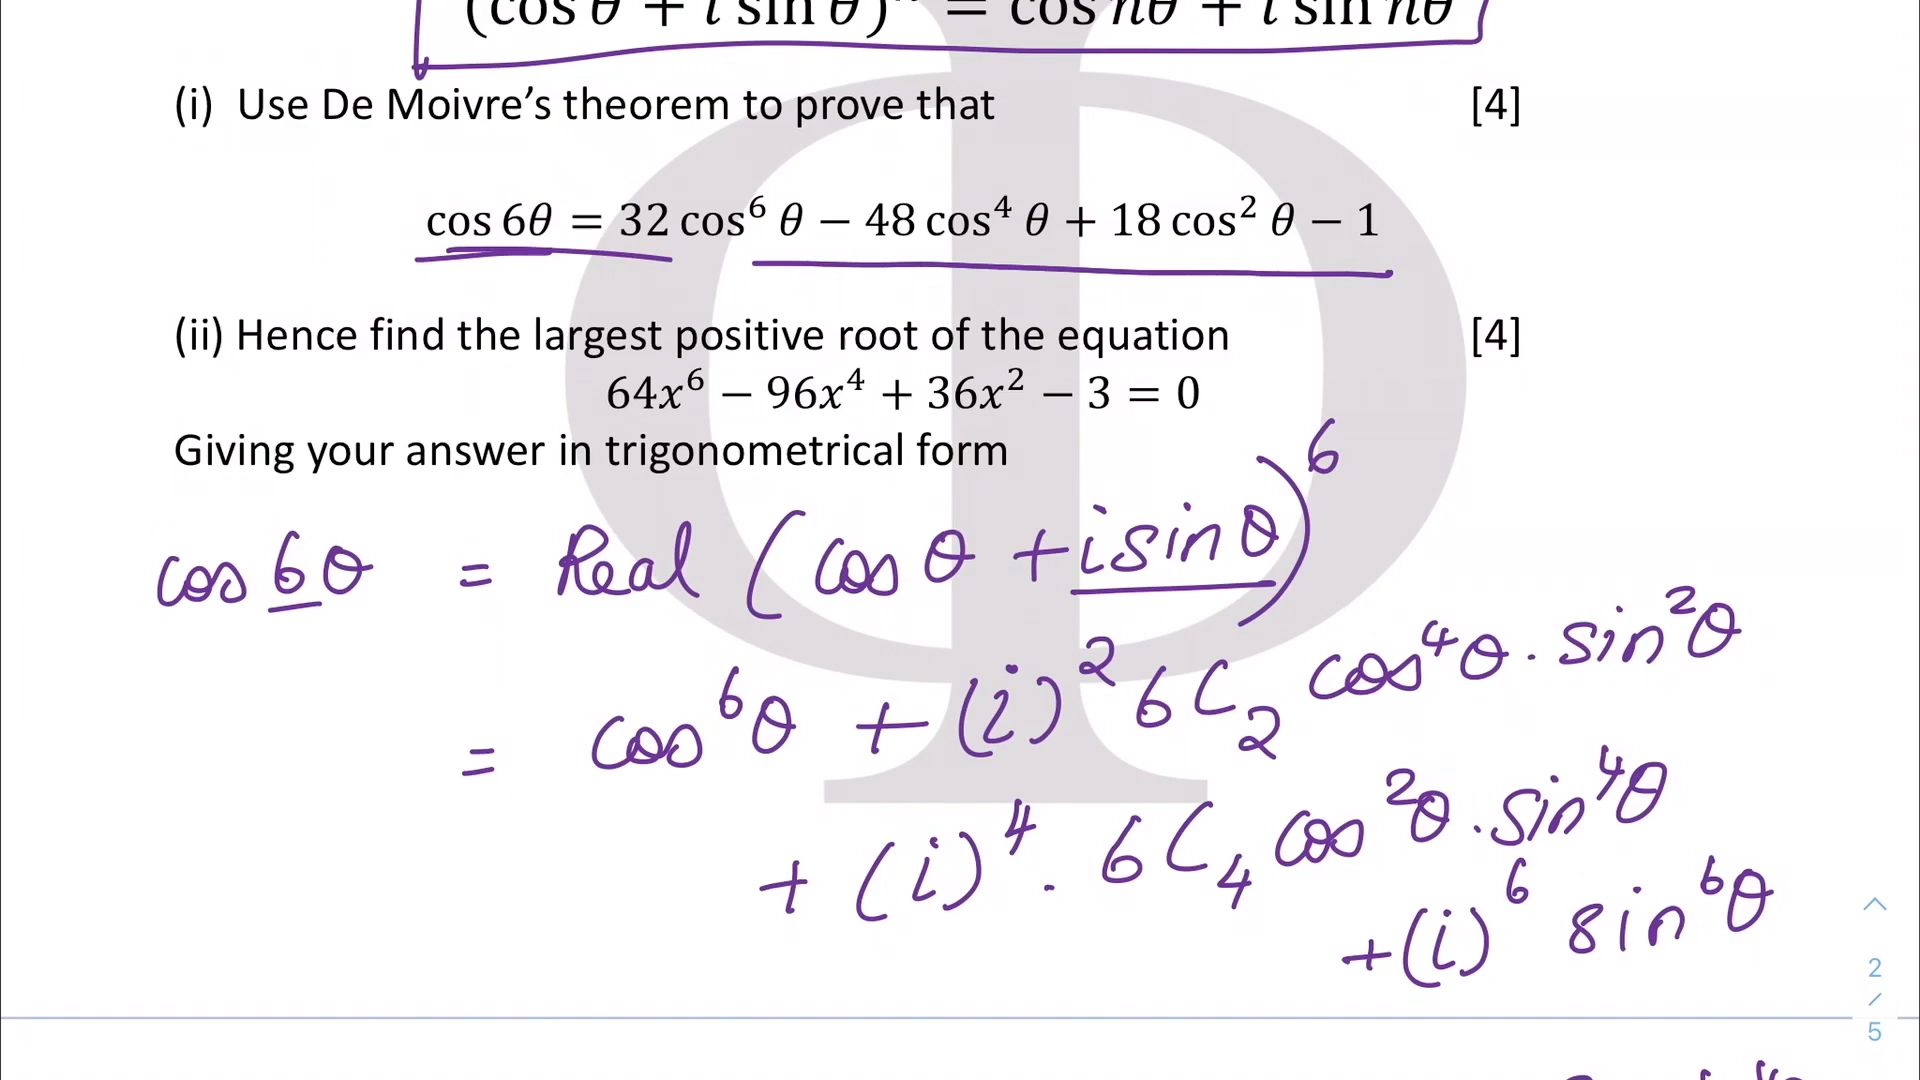 (cos θ + i sin θ)ⁿ = cos nθ + i sin nθ
(i) Use De Moivre’s theorem to prove that [4]
cos 6θ = 32 cos⁶ θ − 48 cos⁴ θ + 18 cos² θ − 1
(ii) Hence find the largest positive root of the equation [4]
64x⁶ − 96x⁴ + 36x² − 3 = 0
Giving your answer in trigonometrical form
cos 6θ = Real (cos θ + i sin θ)⁶
= cos⁶θ + (i)² 6C₂ cos⁴θ . sin²θ
+ (i)⁴ . 6C₄ cos²θ . sin⁴θ
+ (i)⁶ sin⁶θ
2
/
5